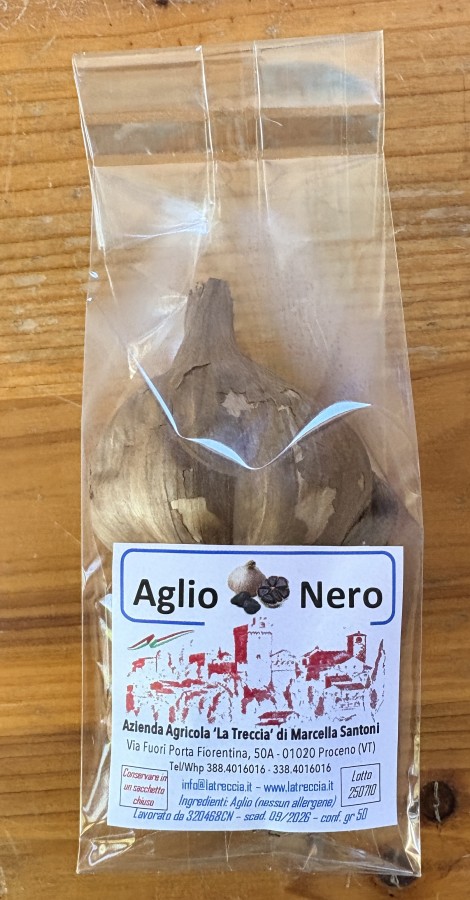 Aglio Nero
Azienda Agricola 'La Treccia' di Marcella Santoni
Via Fuori Porta Fiorentina, 50A - 01020 Proceno (VT)
Tel/Whp 388.4016016 - 338.4016016
info@latreccia.it - www.latreccia.it
Conservare in
un sacchetto
chiuso
Lotto
250710
Ingredienti: Aglio (nessun allergene)
Lavorato da 320468CN - scad. 09/2026 - conf. gr 50